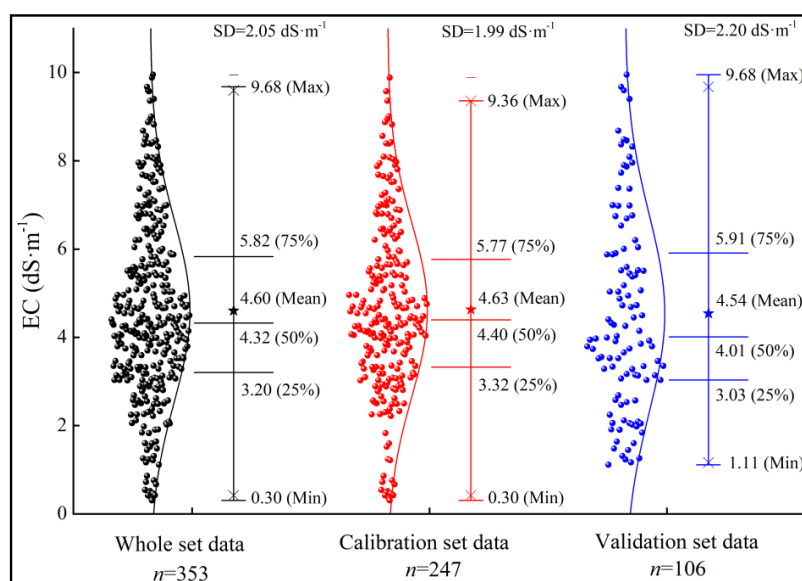 SD=2.05 dS·m⁻¹
SD=1.99 dS·m⁻¹
SD=2.20 dS·m⁻¹
EC (dS·m⁻¹)
10
8
6
4
2
0
9.68 (Max)
5.82 (75%)
4.60 (Mean)
4.32 (50%)
3.20 (25%)
0.30 (Min)
9.36 (Max)
5.77 (75%)
4.63 (Mean)
4.40 (50%)
3.32 (25%)
0.30 (Min)
9.68 (Max)
5.91 (75%)
4.54 (Mean)
4.01 (50%)
3.03 (25%)
1.11 (Min)
Whole set data
n=353
Calibration set data
n=247
Validation set data
n=106